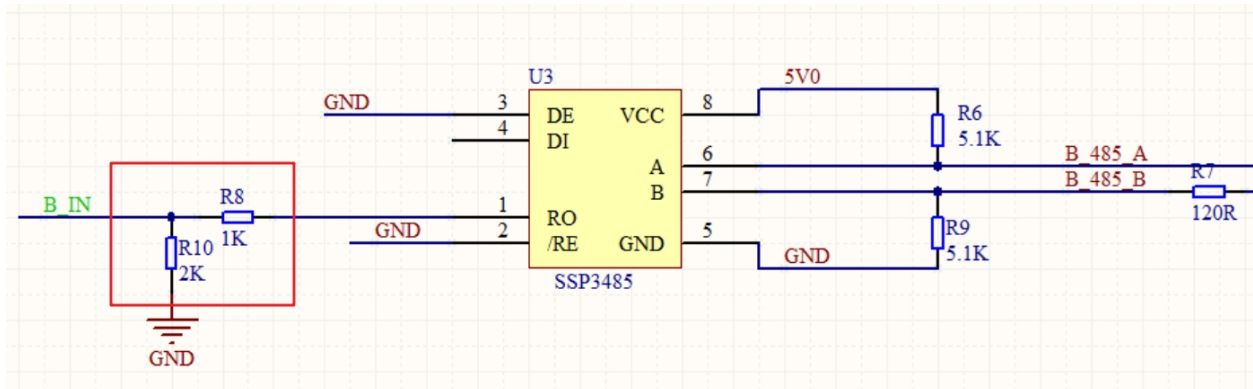 U3
5V0
GND
3
DE
VCC
8
R6
5.1K
4
DI
A
6
B_485_A
B
7
B_485_B
R7
120R
B_IN
R8
1K
1
RO
GND
2
/RE
GND
5
GND
R9
5.1K
R10
2K
SSP3485
GND